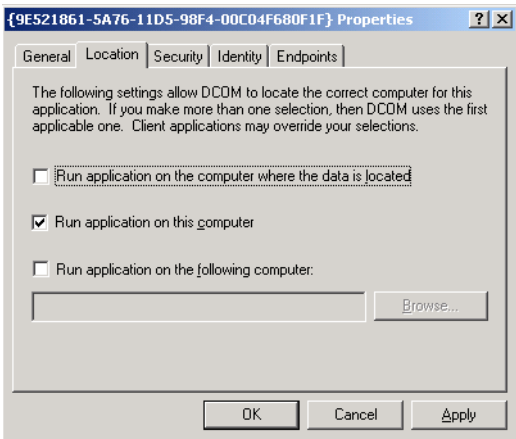 {9E521861-5A76-11D5-98F4-00C04F680F1F} Properties
General Location Security Identity Endpoints
The following settings allow DCOM to locate the correct computer for this
application. If you make more than one selection, then DCOM uses the first
applicable one. Client applications may override your selections.
Run application on the computer where the data is located
Run application on this computer
Run application on the following computer:
Browse...
OK Cancel Apply